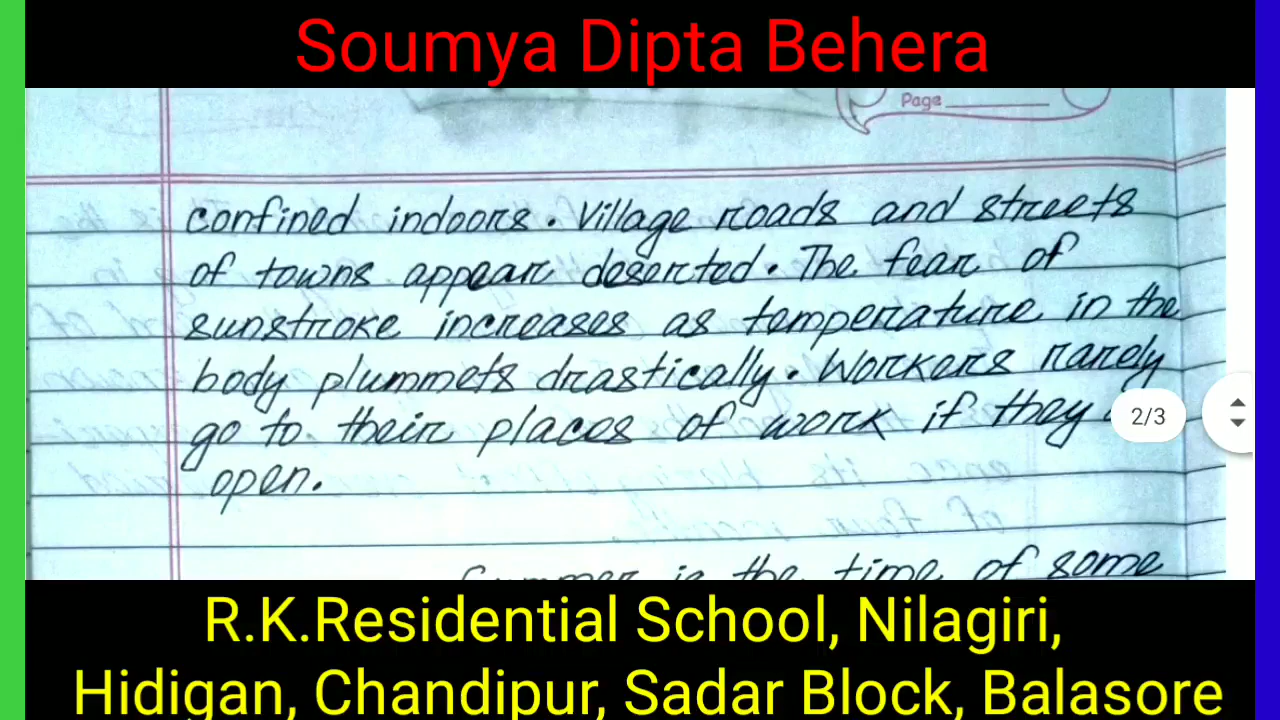 Soumya Dipta Behera
Page
confined indoors. Village roads and streets
of towns appear deserted. The fear of
sunstroke increases as temperature in the
body plummets drastically. Workers rarely
go to their places of work if they
2/3
open.
Summer is the time of some
R.K.Residential School, Nilagiri,
Hidigan, Chandipur, Sadar Block, Balasore